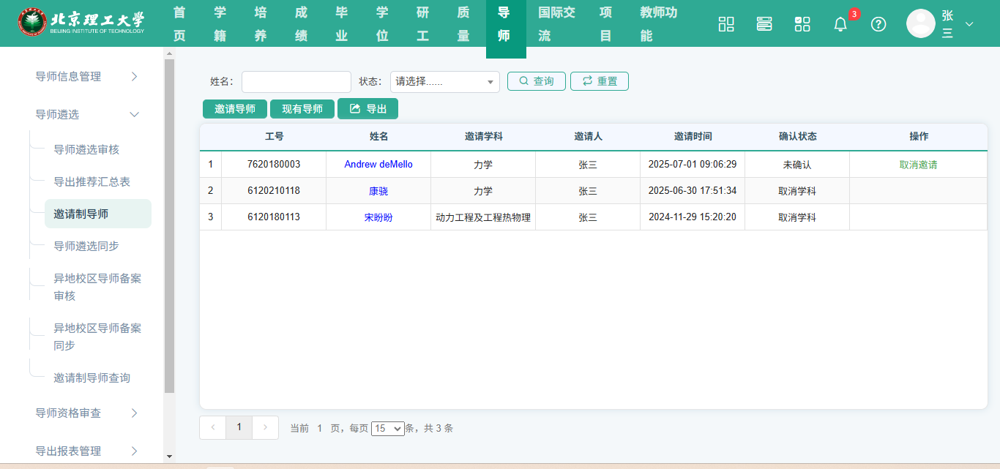 北京理工大学
BEIJING INSTITUTE OF TECHNOLOGY
首页
学籍
培养
成绩
毕业
学位
研工
质量
导师
国际交流
项目
教师功能
3
张三
导师信息管理
导师遴选
导师遴选审核
导出推荐汇总表
邀请制导师
导师遴选同步
异地校区导师备案
审核
异地校区导师备案
同步
邀请制导师查询
导师资格审查
导出报表管理
姓名： 状态： 请选择...... 查询 重置
邀请导师 现有导师 导出
工号 姓名 邀请学科 邀请人 邀请时间 确认状态 操作
1 7620180003 Andrew deMello 力学 张三 2025-07-01 09:06:29 未确认 取消邀请
2 6120210118 康骁 力学 张三 2025-06-30 17:51:34 取消学科
3 6120180113 宋盼盼 动力工程及工程热物理 张三 2024-11-29 15:20:20 取消学科
1 当前 1 页，每页 15 条，共 3 条